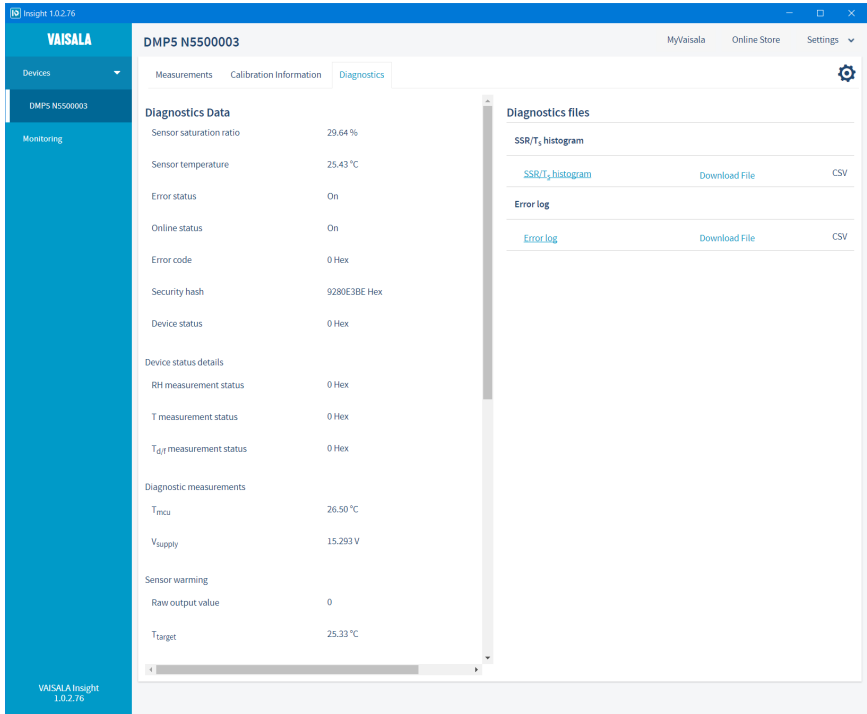 Insight 1.0.2.76
VAISALA
DMP5 N5500003
MyVaisala Online Store Settings
Devices
DMP5 N5500003
Monitoring
Measurements Calibration Information Diagnostics
Diagnostics Data
Sensor saturation ratio 29.64 %
Sensor temperature 25.43 °C
Error status On
Online status On
Error code 0 Hex
Security hash 9280E3BE Hex
Device status 0 Hex
Device status details
RH measurement status 0 Hex
T measurement status 0 Hex
Td/f measurement status 0 Hex
Diagnostic measurements
Tmcu 26.50 °C
Vsupply 15.293 V
Sensor warming
Raw output value 0
Ttarget 25.33 °C
Diagnostics files
SSR/Ts histogram
SSR/Ts histogram Download File CSV
Error log
Error log Download File CSV
VAISALA Insight
1.0.2.76